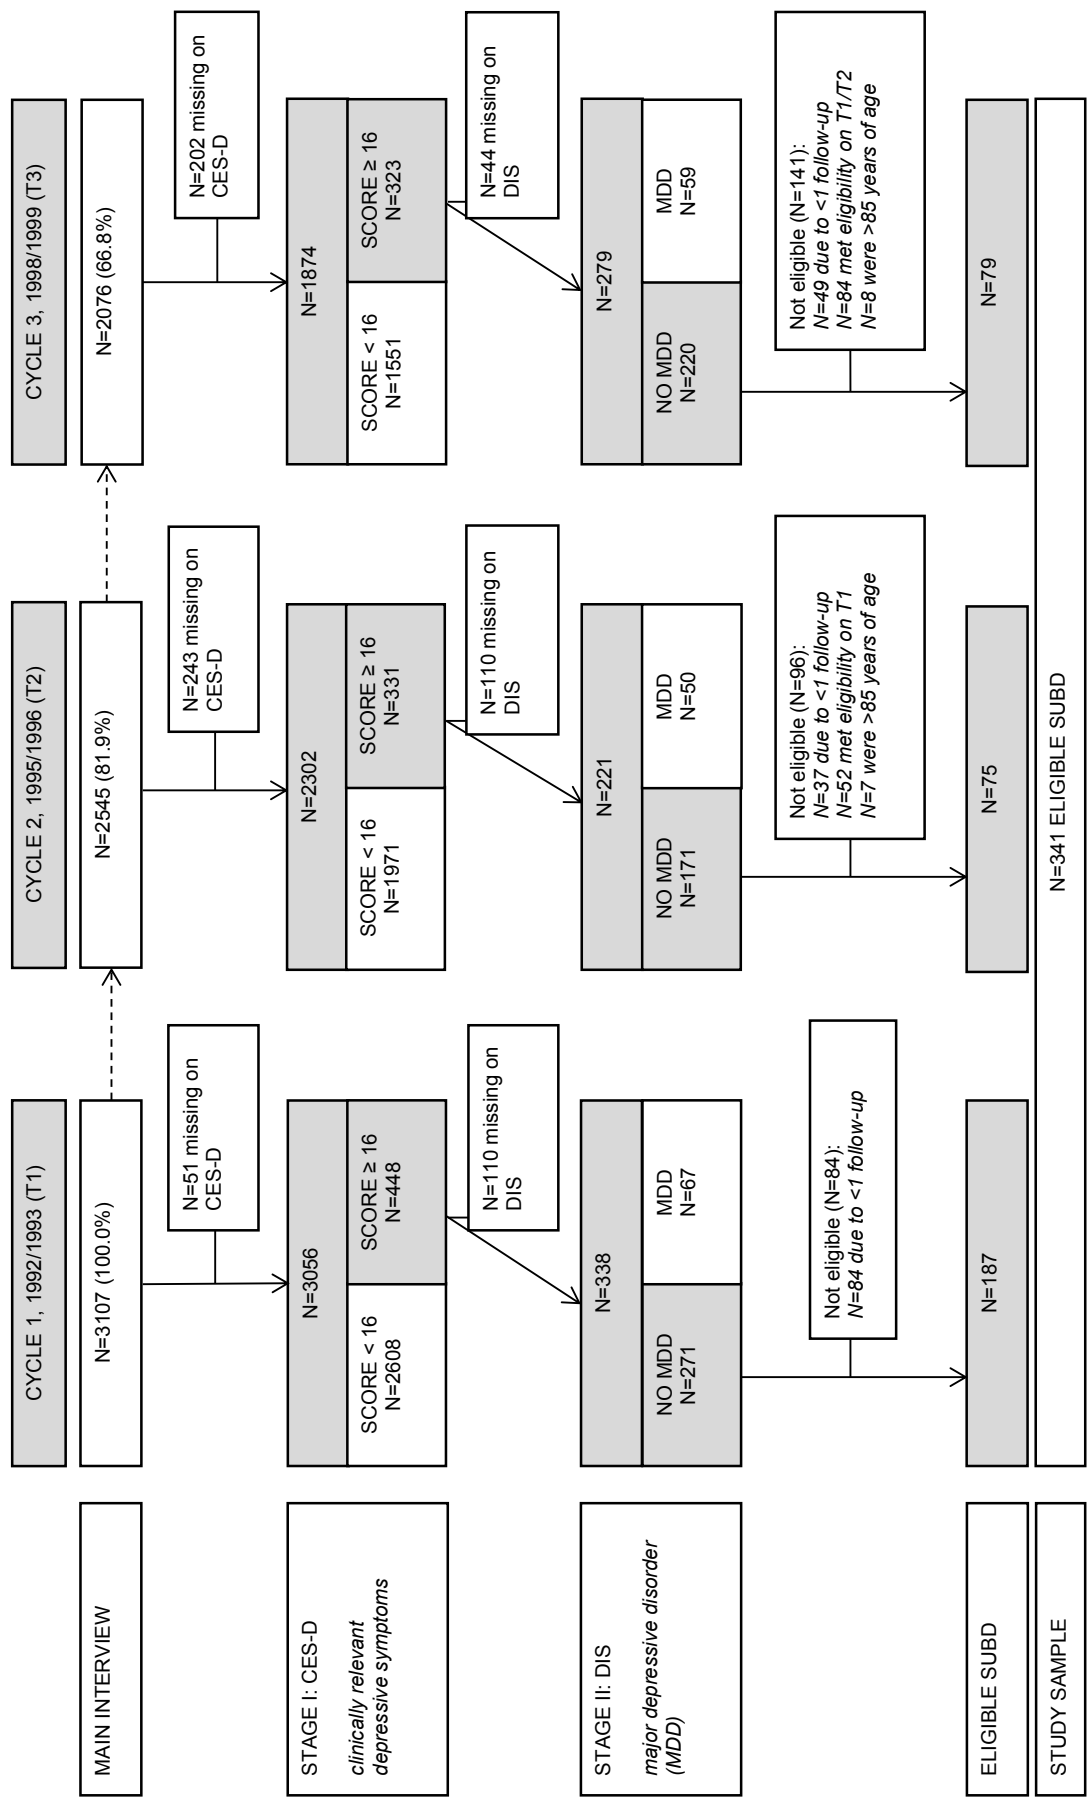 CYCLE 1, 1992/1993 (T1)
CYCLE 2, 1995/1996 (T2)
CYCLE 3, 1998/1999 (T3)
MAIN INTERVIEW
N=3107 (100.0%)
N=2545 (81.9%)
N=2076 (66.8%)
N=51 missing on
CES-D
N=243 missing on
CES-D
N=202 missing on
CES-D
STAGE I: CES-D
clinically relevant
depressive symptoms
N=3056
SCORE < 16
N=2608
SCORE ≥ 16
N=448
N=2302
SCORE < 16
N=1971
SCORE ≥ 16
N=331
N=1874
SCORE < 16
N=1551
SCORE ≥ 16
N=323
N=110 missing on
DIS
N=110 missing on
DIS
N=44 missing on
DIS
STAGE II: DIS
major depressive disorder
(MDD)
N=338
NO MDD
N=271
MDD
N=67
N=221
NO MDD
N=171
MDD
N=50
N=279
NO MDD
N=220
MDD
N=59
Not eligible (N=84):
N=84 due to <1 follow-up
Not eligible (N=96):
N=37 due to <1 follow-up
N=52 met eligibility on T1
N=7 were >85 years of age
Not eligible (N=141):
N=49 due to <1 follow-up
N=84 met eligibility on T1/T2
N=8 were >85 years of age
ELIGIBLE SUBD
N=187
N=75
N=79
STUDY SAMPLE
N=341 ELIGIBLE SUBD